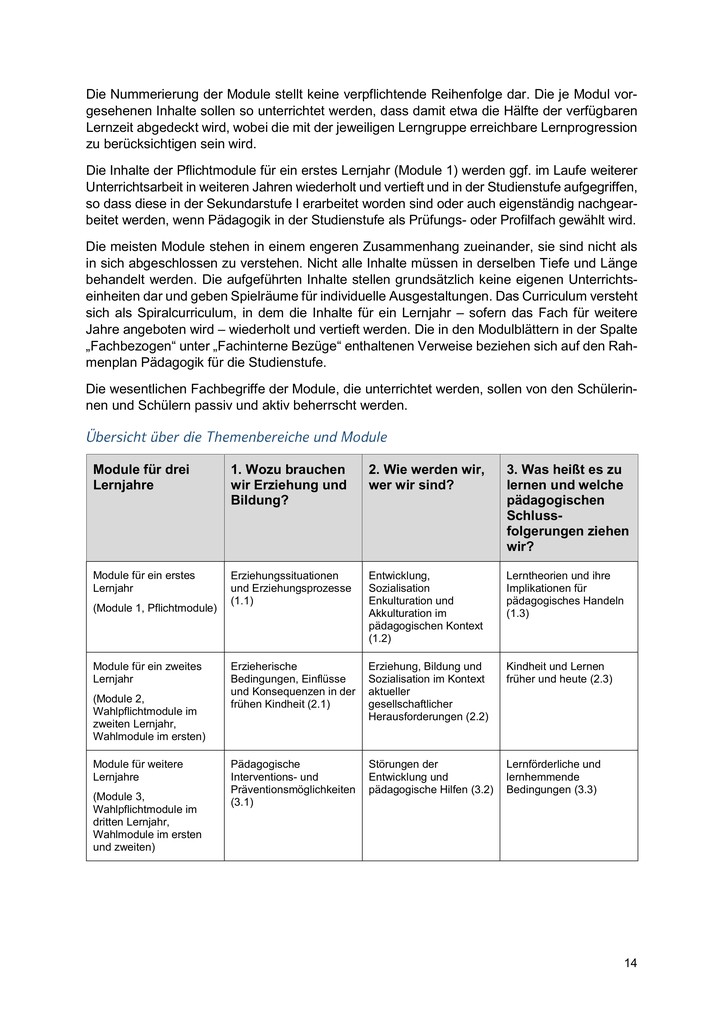 Die Nummerierung der Module stellt keine verpflichtende Reihenfolge dar. Die je Modul vor-
gesehenen Inhalte sollen so unterrichtet werden, dass damit etwa die Hälfte der verfügbaren
Lernzeit abgedeckt wird, wobei die mit der jeweiligen Lerngruppe erreichbare Lernprogression
zu berücksichtigen sein wird.
Die Inhalte der Pflichtmodule für ein erstes Lernjahr (Module 1) werden ggf. im Laufe weiterer
Unterrichtsarbeit in weiteren Jahren wiederholt und vertieft und in der Studienstufe aufgegriffen,
so dass diese in der Sekundarstufe I erarbeitet worden sind oder auch eigenständig nachgear-
beitet werden, wenn Pädagogik in der Studienstufe als Prüfungs- oder Profilfach gewählt wird.
Die meisten Module stehen in einem engeren Zusammenhang zueinander, sie sind nicht als
in sich abgeschlossen zu verstehen. Nicht alle Inhalte müssen in derselben Tiefe und Länge
behandelt werden. Die aufgeführten Inhalte stellen grundsätzlich keine eigenen Unterrichts-
einheiten dar und geben Spielräume für individuelle Ausgestaltungen. Das Curriculum versteht
sich als Spiralcurriculum, in dem die Inhalte für ein Lernjahr – sofern das Fach für weitere
Jahre angeboten wird – wiederholt und vertieft werden. Die in den Modulblättern in der Spalte
„Fachbezogen“ unter „Fachinterne Bezüge“ enthaltenen Verweise beziehen sich auf den Rah-
menplan Pädagogik für die Studienstufe.
Die wesentlichen Fachbegriffe der Module, die unterrichtet werden, sollen von den Schülerin-
nen und Schülern passiv und aktiv beherrscht werden.
Übersicht über die Themenbereiche und Module
Module für drei
Lernjahre
1. Wozu brauchen
wir Erziehung und
Bildung?
2. Wie werden wir,
wer wir sind?
3. Was heißt es zu
lernen und welche
pädagogischen
Schluss-
folgerungen ziehen
wir?
Module für ein erstes
Lernjahr
(Module 1, Pflichtmodule)
Erziehungssituationen
und Erziehungsprozesse
(1.1)
Entwicklung,
Sozialisation
Enkulturation und
Akkulturation im
pädagogischen Kontext
(1.2)
Lerntheorien und ihre
Implikationen für
pädagogisches Handeln
(1.3)
Module für ein zweites
Lernjahr
(Module 2,
Wahlpflichtmodule im
zweiten Lernjahr,
Wahlmodule im ersten)
Erzieherische
Bedingungen, Einflüsse
und Konsequenzen in der
frühen Kindheit (2.1)
Erziehung, Bildung und
Sozialisation im Kontext
aktueller
gesellschaftlicher
Herausforderungen (2.2)
Kindheit und Lernen
früher und heute (2.3)
Module für weitere
Lernjahre
(Module 3,
Wahlpflichtmodule im
dritten Lernjahr,
Wahlmodule im ersten
und zweiten)
Pädagogische
Interventions- und
Präventionsmöglichkeiten
(3.1)
Störungen der
Entwicklung und
pädagogische Hilfen (3.2)
Lernförderliche und
lernhemmende
Bedingungen (3.3)
14